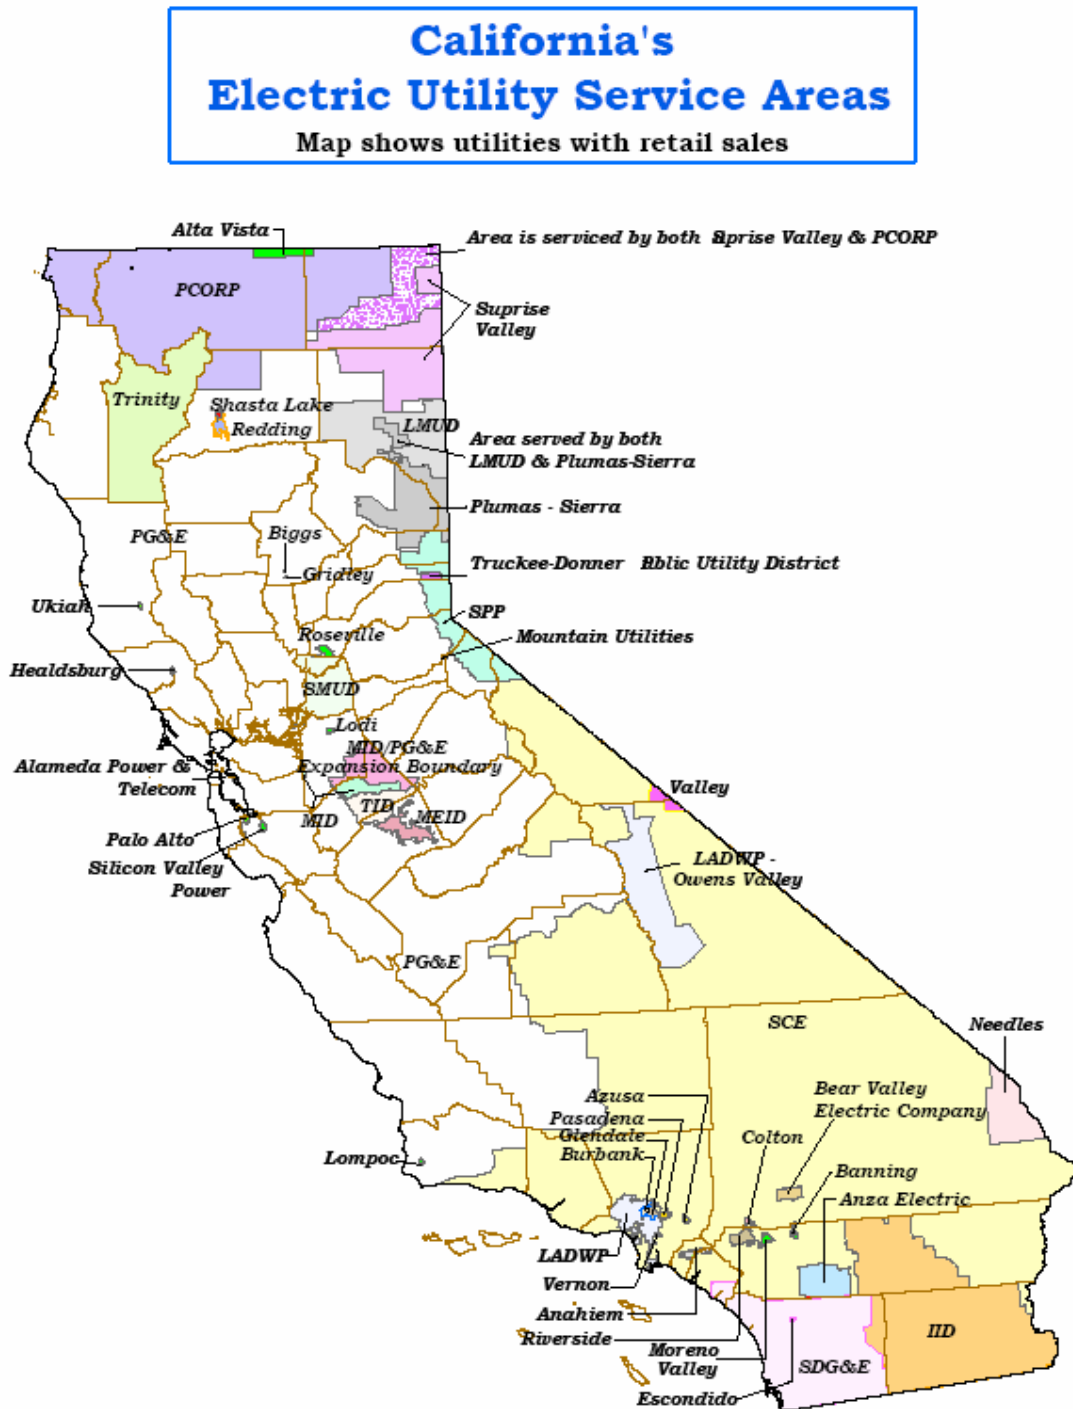 California's
Electric Utility Service Areas
Map shows utilities with retail sales
Alta Vista
Area is serviced by both Suprise Valley & PCORP
PCORP
Suprise
Valley
Trinity
Shasta Lake
Redding
LMUD
Area served by both
LMUD & Plumas-Sierra
Plumas - Sierra
PG&E
Biggs
Gridley
Truckee-Donner Public Utility District
Ukiah
SPP
Roseville
Mountain Utilities
Healdsburg
SMUD
Lodi
MID/PG&E
Expansion Boundary
Alameda Power &
Telecom
Valley
TID
MID
MEID
Palo Alto
Silicon Valley
Power
LADWP -
Owens Valley
PG&E
SCE
Needles
Azusa
Bear Valley
Electric Company
Pasadena
Glendale
Burbank
Colton
Lompoc
Banning
Anza Electric
LADWP
Vernon
Anahiem
Riverside
Moreno
Valley
IID
SDG&E
Escondido